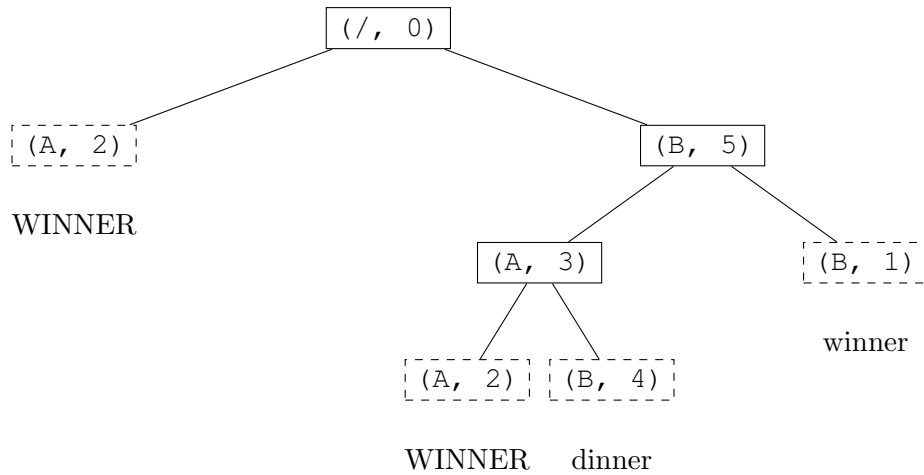 (/, 0)
(A, 2) (B, 5)
WINNER
(A, 3) (B, 1)
winner
(A, 2) (B, 4)
WINNER dinner